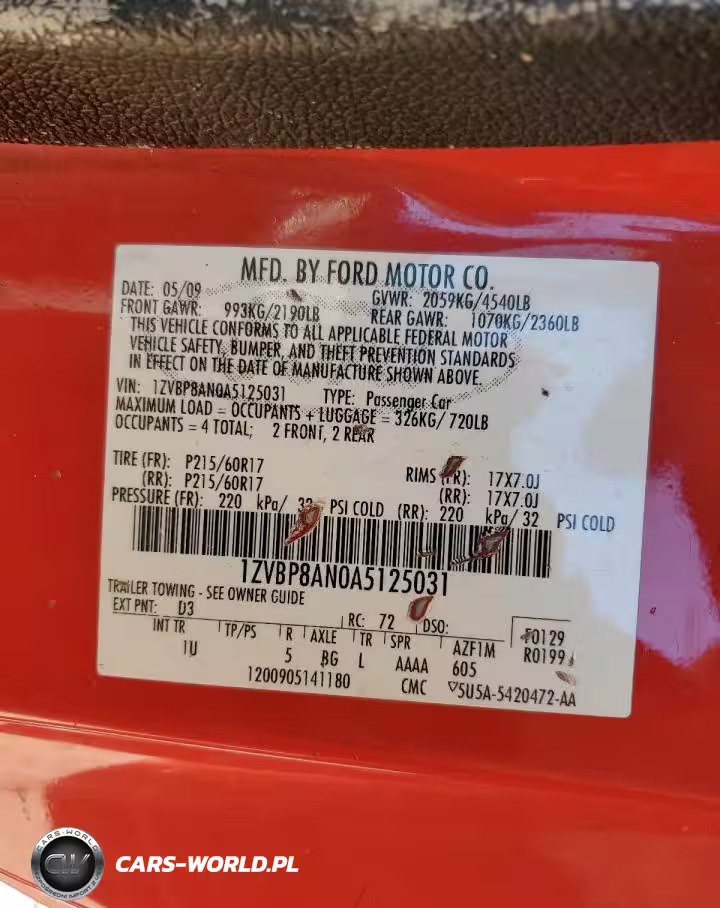 MFD. BY FORD MOTOR CO.
DATE: 05/09 GVWR: 2059KG/4540LB
FRONT GAWR: 993KG/2190LB REAR GAWR: 1070KG/2360LB
THIS VEHICLE CONFORMS TO ALL APPLICABLE FEDERAL MOTOR
VEHICLE SAFETY, BUMPER, AND THEFT PREVENTION STANDARDS
IN EFFECT ON THE DATE OF MANUFACTURE SHOWN ABOVE.
VIN: 1ZVBP8AN0A5125031 TYPE: Passenger Car
MAXIMUM LOAD = OCCUPANTS + LUGGAGE = 326KG/720LB
OCCUPANTS = 4 TOTAL; 2 FRONT, 2 REAR
TIRE (FR): P215/60R17 RIMS (FR): 17X7.0J
(RR): P215/60R17 (RR): 17X7.0J
PRESSURE (FR): 220 kPa/ 32 PSI COLD (RR): 220 kPa/ 32 PSI COLD
1ZVBP8AN0A5125031
TRAILER TOWING - SEE OWNER GUIDE
EXT PNT: D3 RC: 72 DSO: F0129
INT TR TP/PS R AXLE TR SPR AZF1M R0199
1U 5 BG L AAAA 605
1200905141180 CMC ▽5U5A-5420472-AA
CARS-WORLD
CW
CARS-WORLD.PL